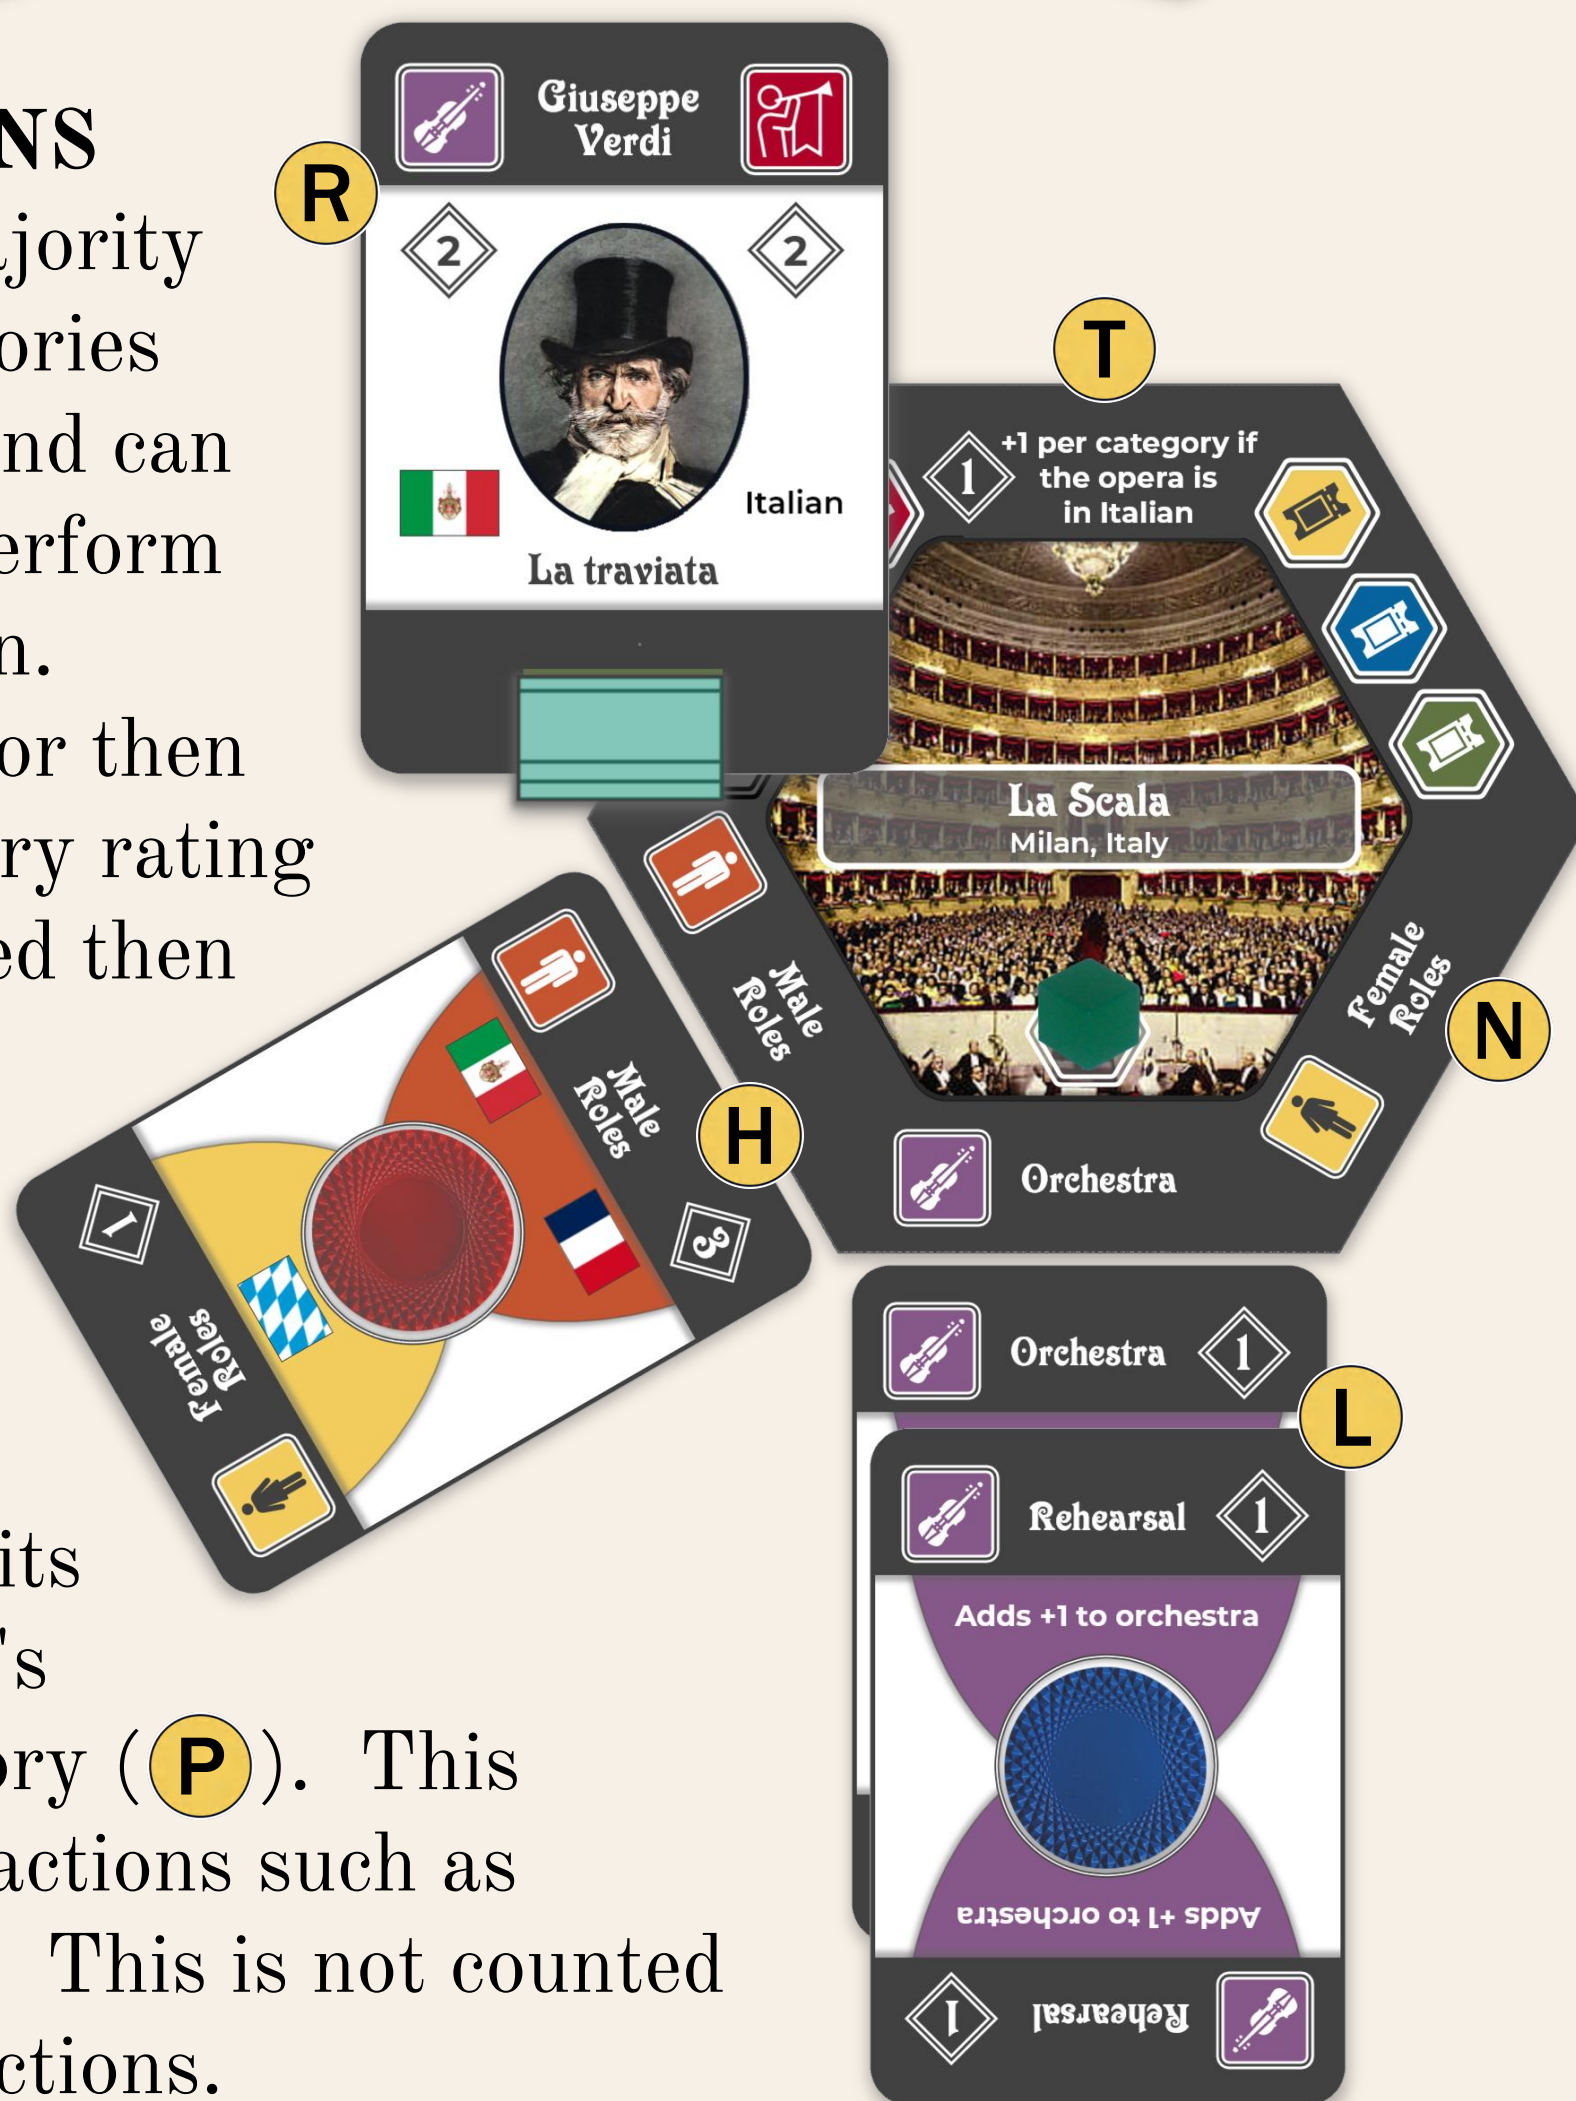 NS
jority
ories
nd can
erform
n.
or then
ry rating
ed then
R
Giuseppe
Verdi
2
2
Italian
La traviata
T
1
+1 per category if
the opera is
in Italian
La Scala
Milan, Italy
Male
Roles
Female
Roles
N
Orchestra
Male
Roles
H
3
1
Female
Roles
Orchestra
1
L
Rehearsal
1
Adds +1 to orchestra
Adds +1 to orchestra
1
Rehearsal
its
's
ory (P). This
actions such as
This is not counted
ctions.